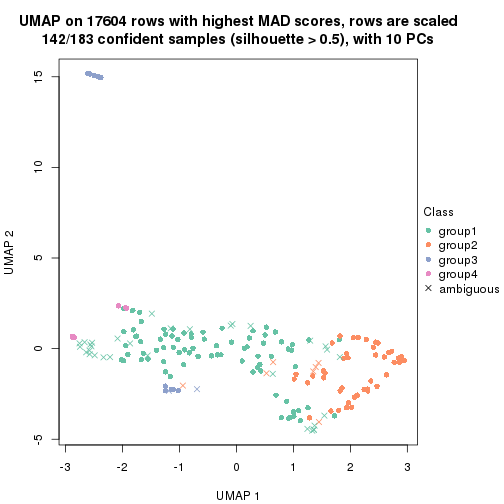 UMAP on 17604 rows with highest MAD scores, rows are scaled
142/183 confident samples (silhouette > 0.5), with 10 PCs
15
10
5
0
-5
UMAP 2
-3
-2
-1
0
1
2
3
UMAP 1
Class
group1
group2
group3
group4
ambiguous